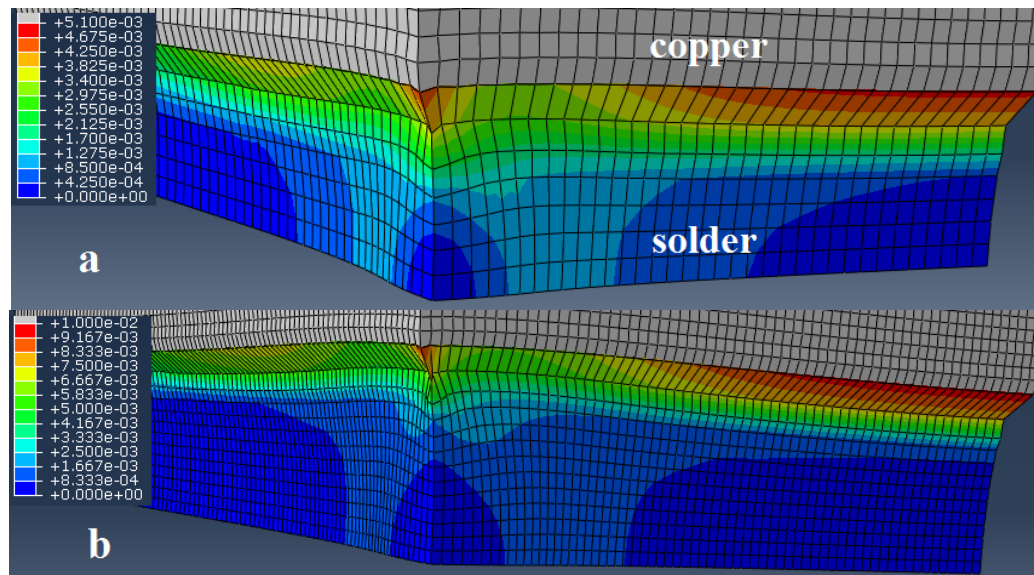 +5.100e-03
+4.675e-03
+4.250e-03
+3.825e-03
+3.400e-03
+2.975e-03
+2.550e-03
+2.125e-03
+1.700e-03
+1.275e-03
+8.500e-04
+4.250e-04
+0.000e+00
copper
solder
a
+1.000e-02
+9.167e-03
+8.333e-03
+7.500e-03
+6.667e-03
+5.833e-03
+5.000e-03
+4.167e-03
+3.333e-03
+2.500e-03
+1.667e-03
+8.333e-04
+0.000e+00
b